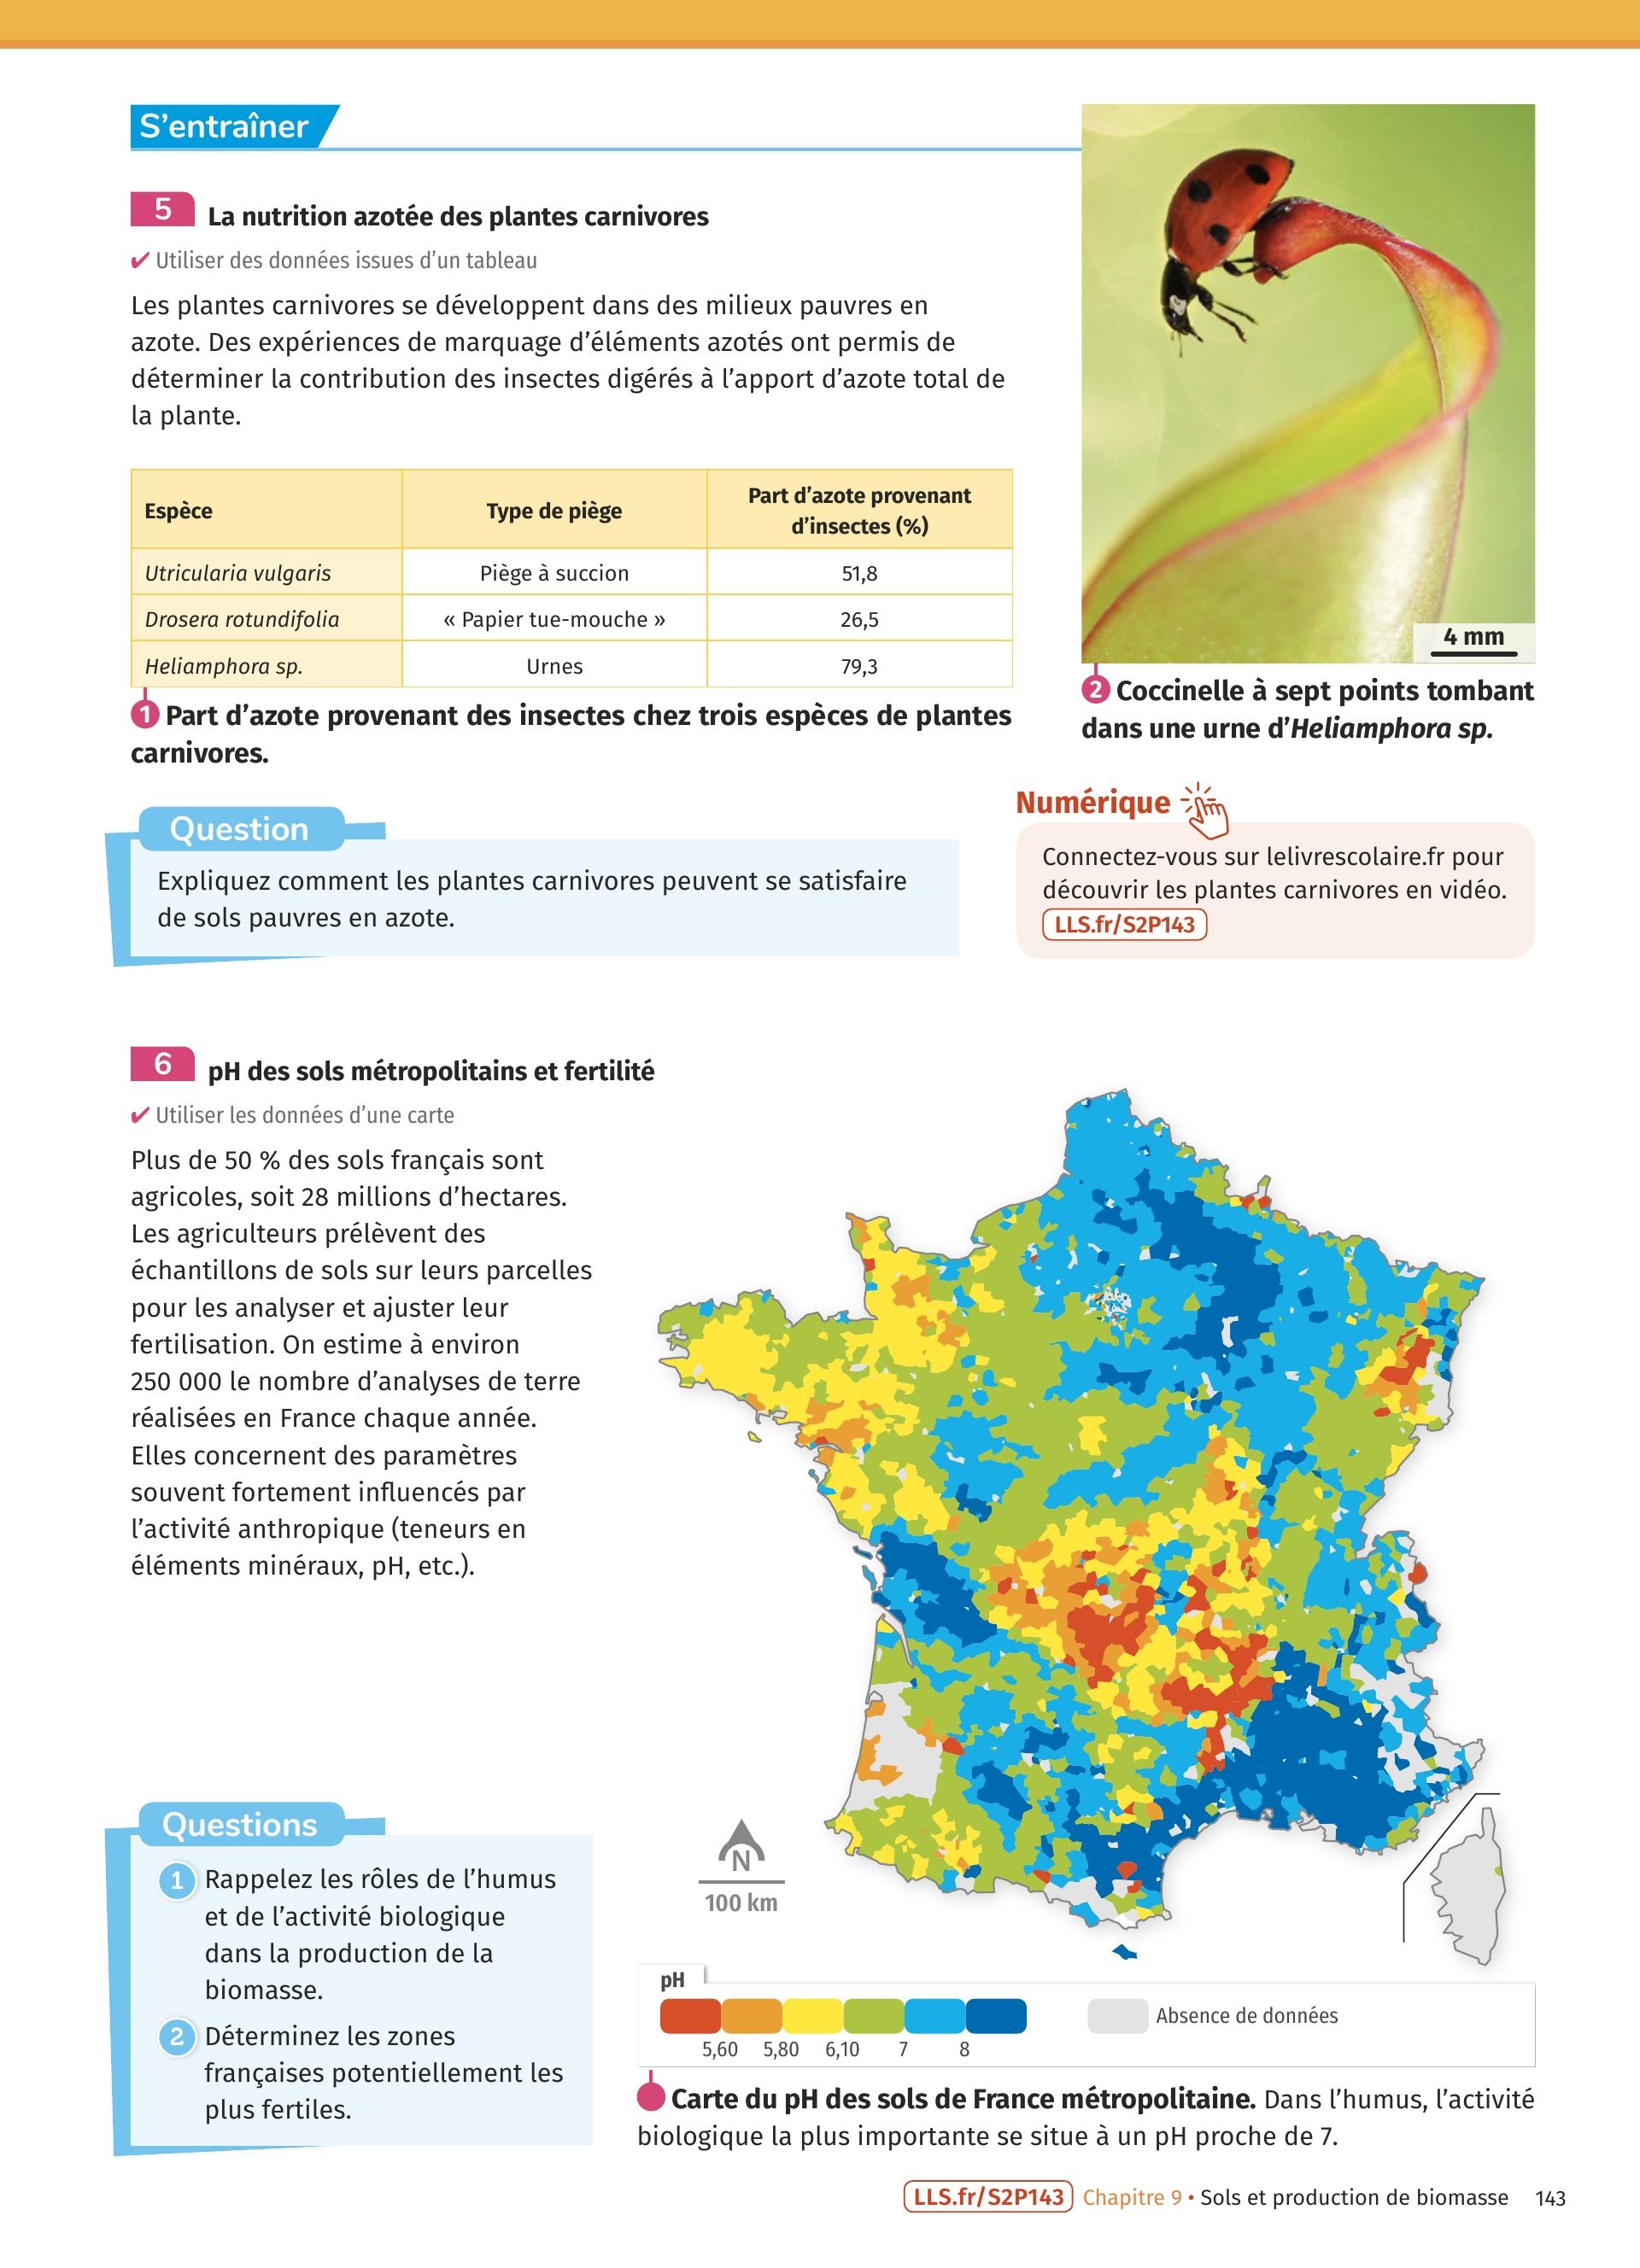 S'entraîner
5 La nutrition azotée des plantes carnivores
✔ Utiliser des données issues d'un tableau
Les plantes carnivores se développent dans des milieux pauvres en
azote. Des expériences de marquage d'éléments azotés ont permis de
déterminer la contribution des insectes digérés à l'apport d'azote total de
la plante.
Espèce Type de piège Part d'azote provenant
d'insectes (%)
Utricularia vulgaris Piège à succion 51,8
Drosera rotundifolia « Papier tue-mouche » 26,5
Heliamphora sp. Urnes 79,3
1 Part d'azote provenant des insectes chez trois espèces de plantes
carnivores.
4 mm
2 Coccinelle à sept points tombant
dans une urne d'Heliamphora sp.
Question
Expliquez comment les plantes carnivores peuvent se satisfaire
de sols pauvres en azote.
Numérique
Connectez-vous sur lelivrescolaire.fr pour
découvrir les plantes carnivores en vidéo.
LLS.fr/S2P143
6 pH des sols métropolitains et fertilité
✔ Utiliser les données d'une carte
Plus de 50 % des sols français sont
agricoles, soit 28 millions d'hectares.
Les agriculteurs prélèvent des
échantillons de sols sur leurs parcelles
pour les analyser et ajuster leur
fertilisation. On estime à environ
250 000 le nombre d'analyses de terre
réalisées en France chaque année.
Elles concernent des paramètres
souvent fortement influencés par
l'activité anthropique (teneurs en
éléments minéraux, pH, etc.).
Questions
1 Rappelez les rôles de l'humus
et de l'activité biologique
dans la production de la
biomasse.
2 Déterminez les zones
françaises potentiellement les
plus fertiles.
N
100 km
pH
5,60 5,80 6,10 7 8
Absence de données
Carte du pH des sols de France métropolitaine. Dans l'humus, l'activité
biologique la plus importante se situe à un pH proche de 7.
LLS.fr/S2P143 Chapitre 9 • Sols et production de biomasse 143